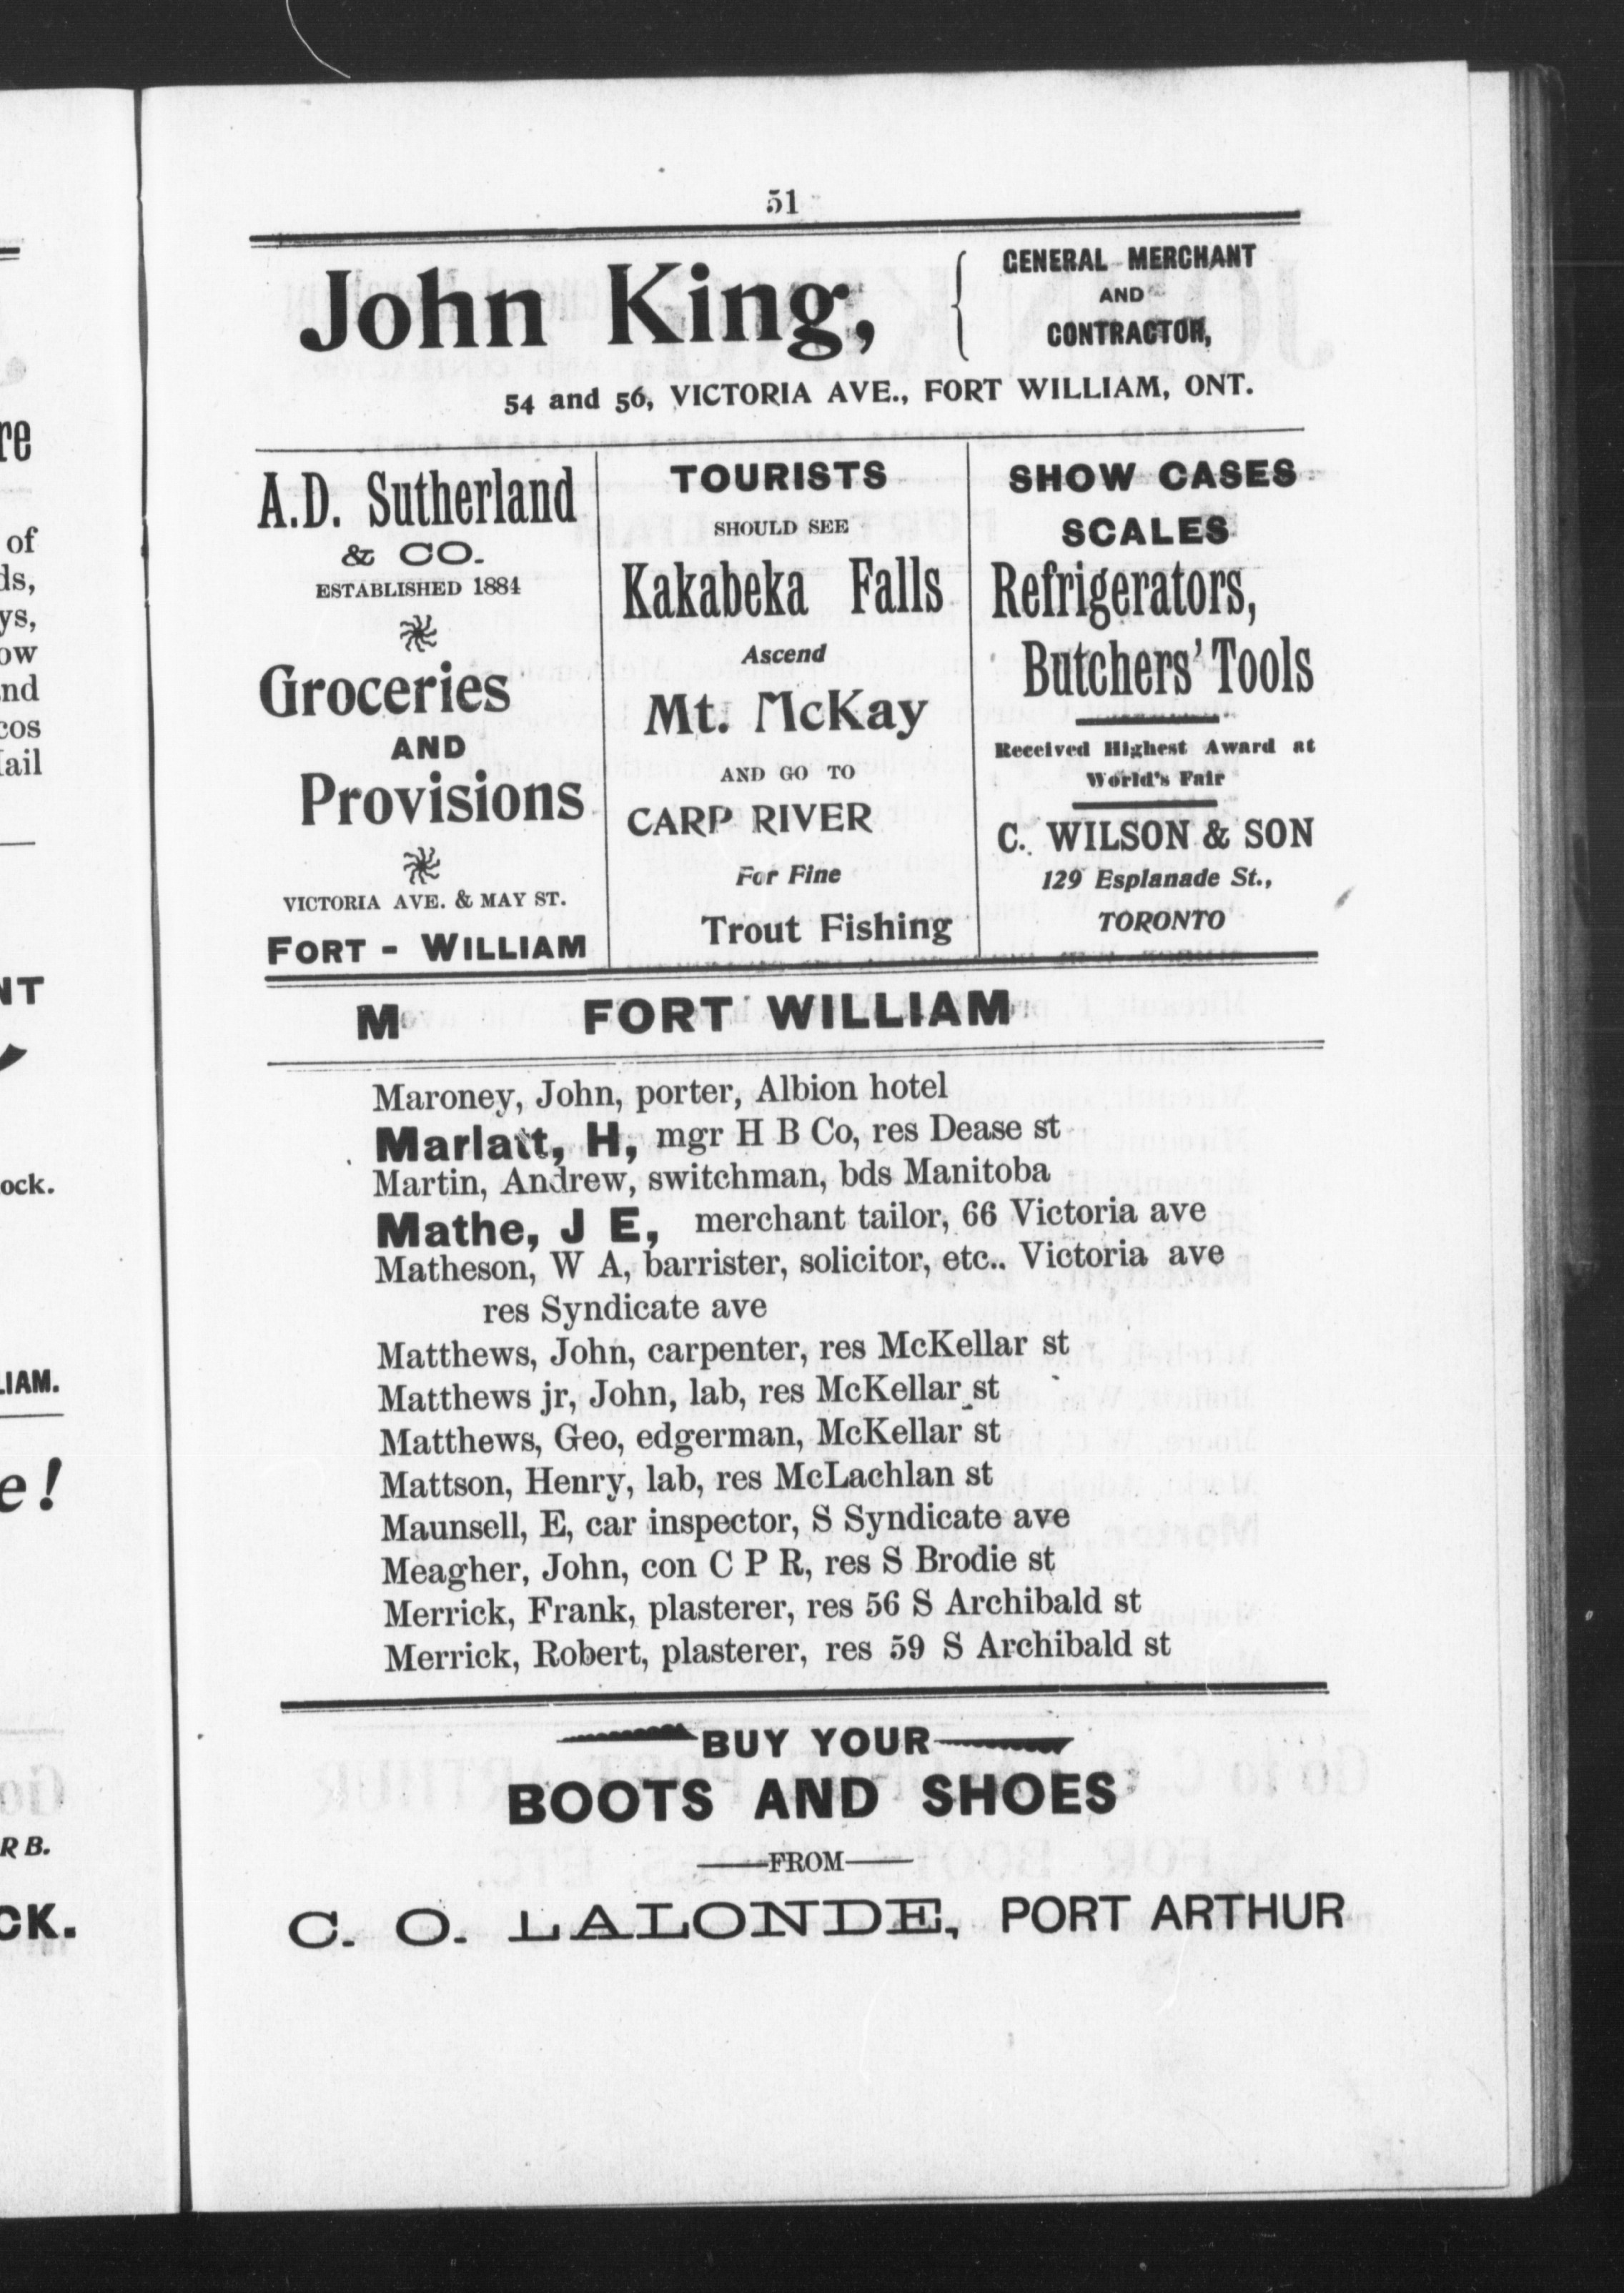 51
John King,
GENERAL MERCHANT
AND
CONTRACTOR,
54 and 56, VICTORIA AVE., FORT WILLIAM, ONT.
A.D. Sutherland
& CO.
ESTABLISHED 1884
Groceries
AND
Provisions
VICTORIA AVE. & MAY ST.
FORT - WILLIAM
TOURISTS
SHOULD SEE
Kakabeka Falls
Ascend
Mt. McKay
AND GO TO
CARP RIVER
For Fine
Trout Fishing
SHOW CASES
SCALES
Refrigerators,
Butchers' Tools
Received Highest Award at
World's Fair
C. WILSON & SON
129 Esplanade St.,
TORONTO
M FORT WILLIAM
Maroney, John, porter, Albion hotel
Marlatt, H, mgr H B Co, res Dease st
Martin, Andrew, switchman, bds Manitoba
Mathe, J E, merchant tailor, 66 Victoria ave
Matheson, W A, barrister, solicitor, etc.. Victoria ave
res Syndicate ave
Matthews, John, carpenter, res McKellar st
Matthews jr, John, lab, res McKellar st
Matthews, Geo, edgerman, McKellar st
Mattson, Henry, lab, res McLachlan st
Maunsell, E, car inspector, S Syndicate ave
Meagher, John, con C P R, res S Brodie st
Merrick, Frank, plasterer, res 56 S Archibald st
Merrick, Robert, plasterer, res 59 S Archibald st
BUY YOUR
BOOTS AND SHOES
FROM
C. O. LALONDE, PORT ARTHUR